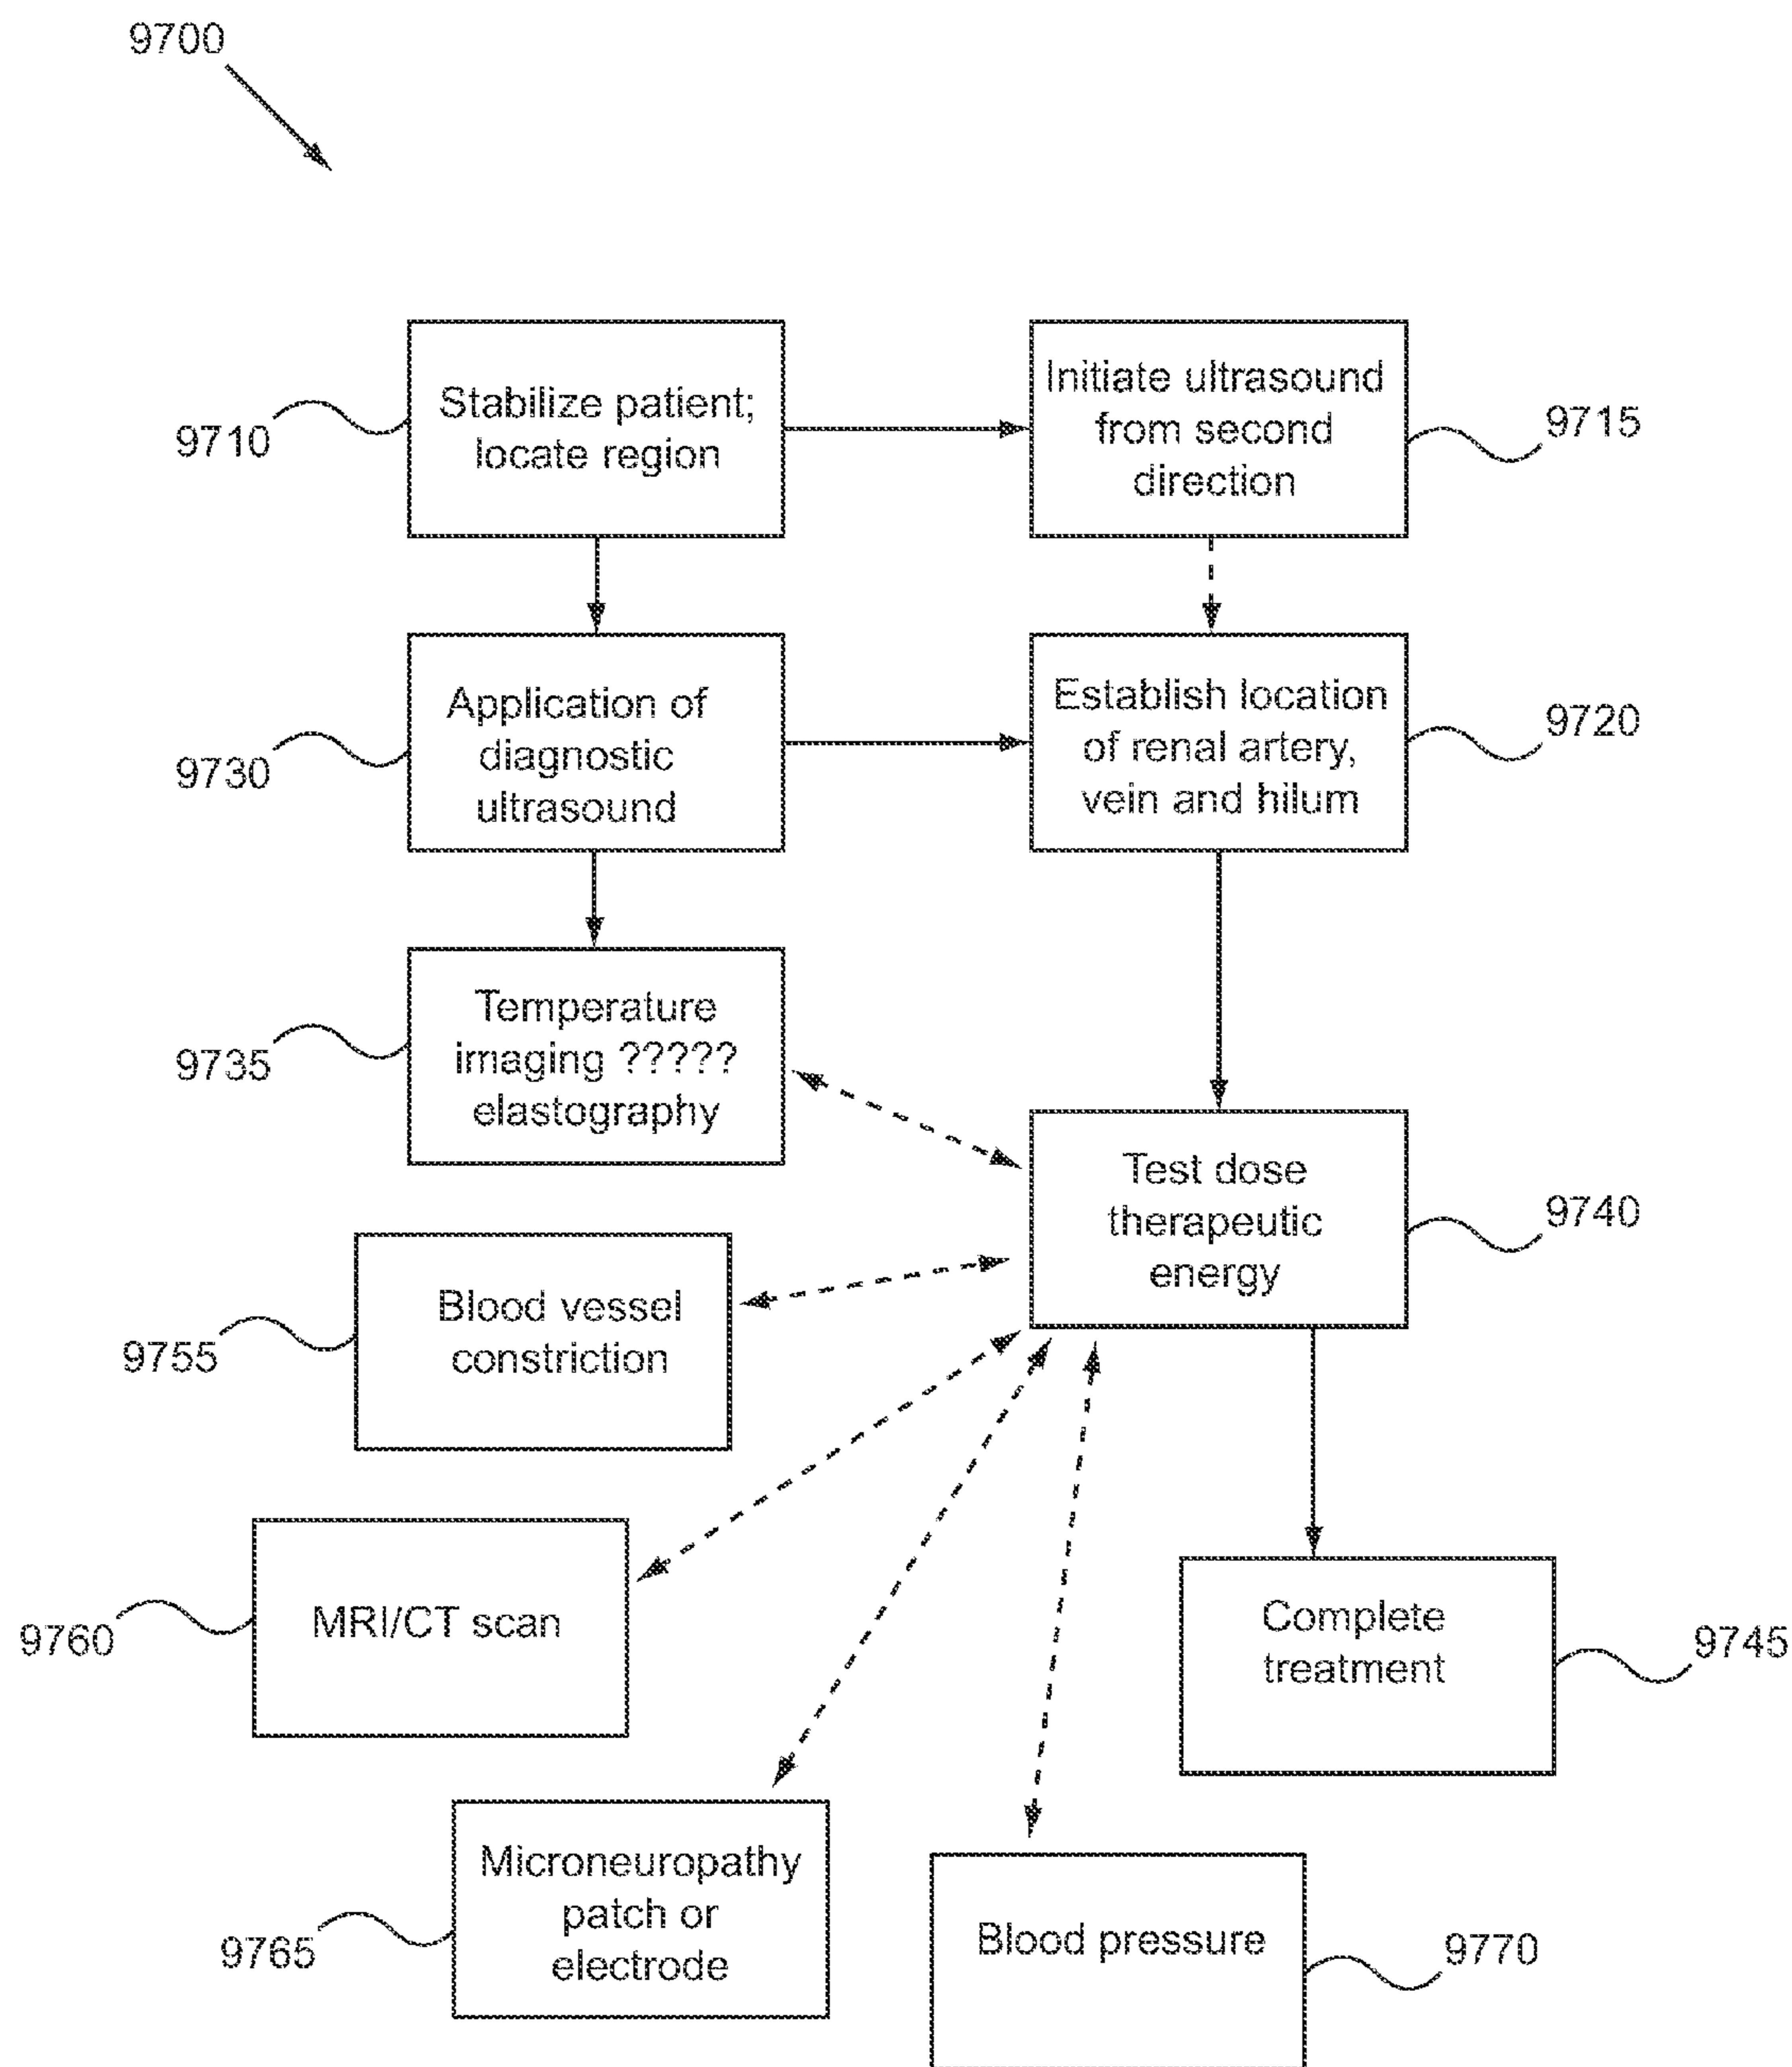 9700
Stabilize patient;
locate region
9710
Initiate ultrasound
from second
direction
9715
Application of
diagnostic
ultrasound
9730
Establish location
of renal artery,
vein and hilum
9720
Temperature
imaging ?????
elastography
9735
Test dose
therapeutic
energy
9740
Blood vessel
constriction
9755
MRI/CT scan
9760
Complete
treatment
9745
Microneuropathy
patch or
electrode
9765
Blood pressure
9770